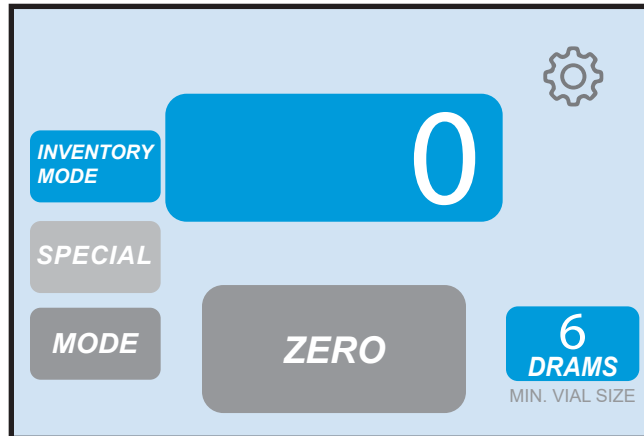 INVENTORY
MODE
0
SPECIAL
MODE
ZERO
6
DRAMS
MIN. VIAL SIZE